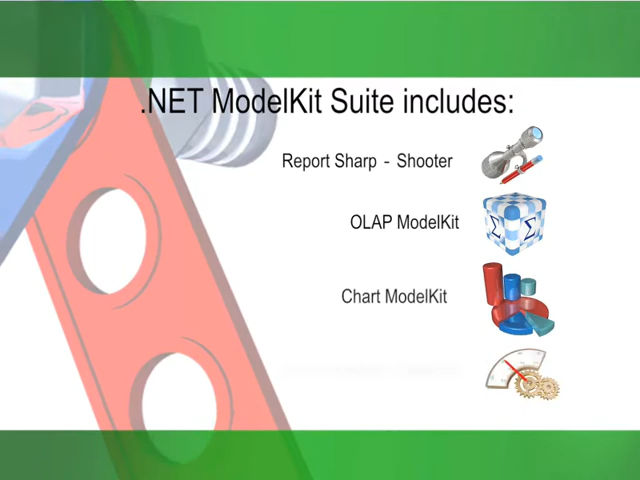 .NET ModelKit Suite includes:
Report Sharp - Shooter
OLAP ModelKit
Chart ModelKit
Σ Σ